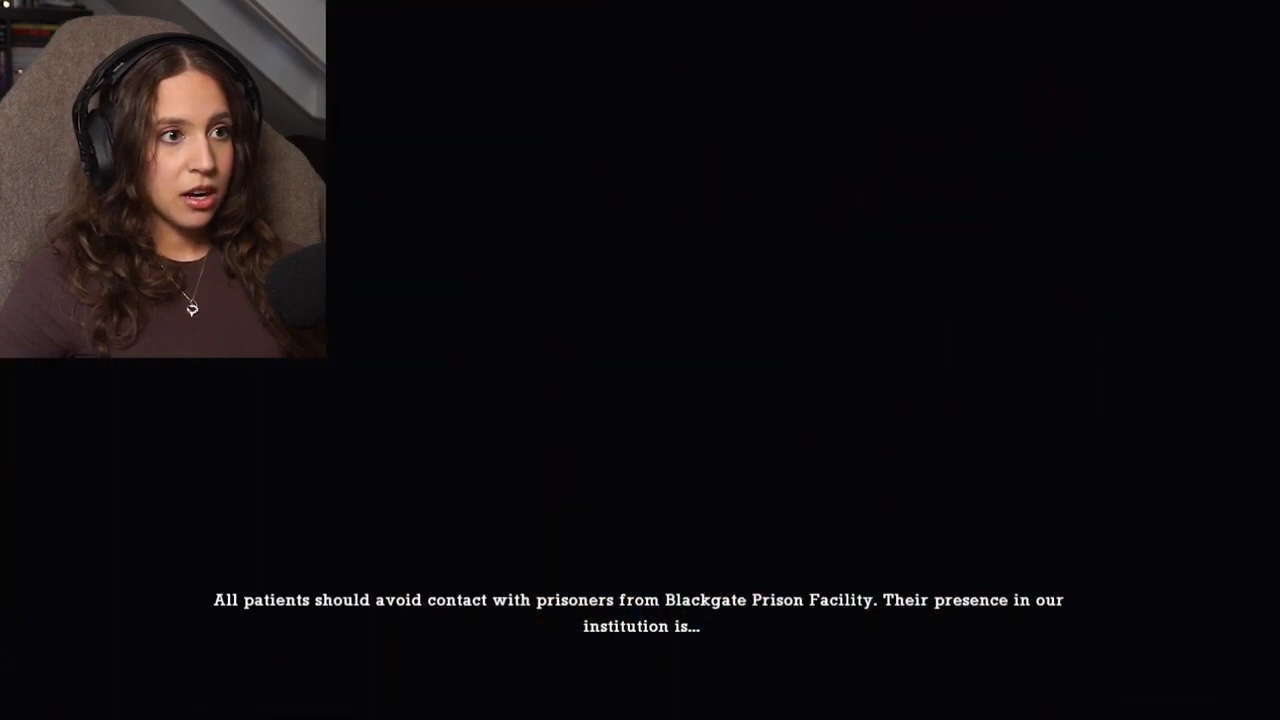 All patients should avoid contact with prisoners from Blackgate Prison Facility. Their presence in our
institution is...